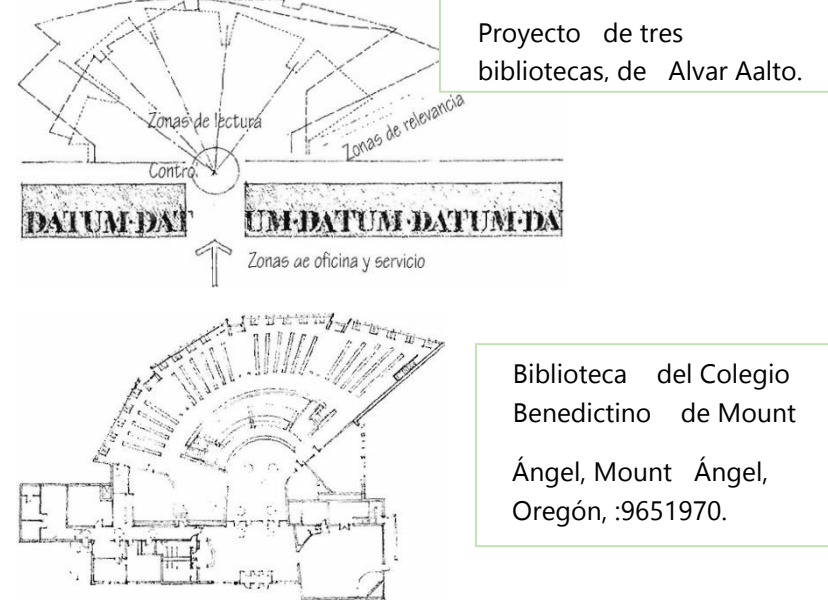 Proyecto de tres
bibliotecas, de Alvar Aalto.
Zonas de lectura
Zonas de relevancia
Contro.
DATUM·DAT UM·DATUM·DATUM·DA
Zonas ae oficina y servicio
Biblioteca del Colegio
Benedictino de Mount
Ángel, Mount Ángel,
Oregón, :9651970.